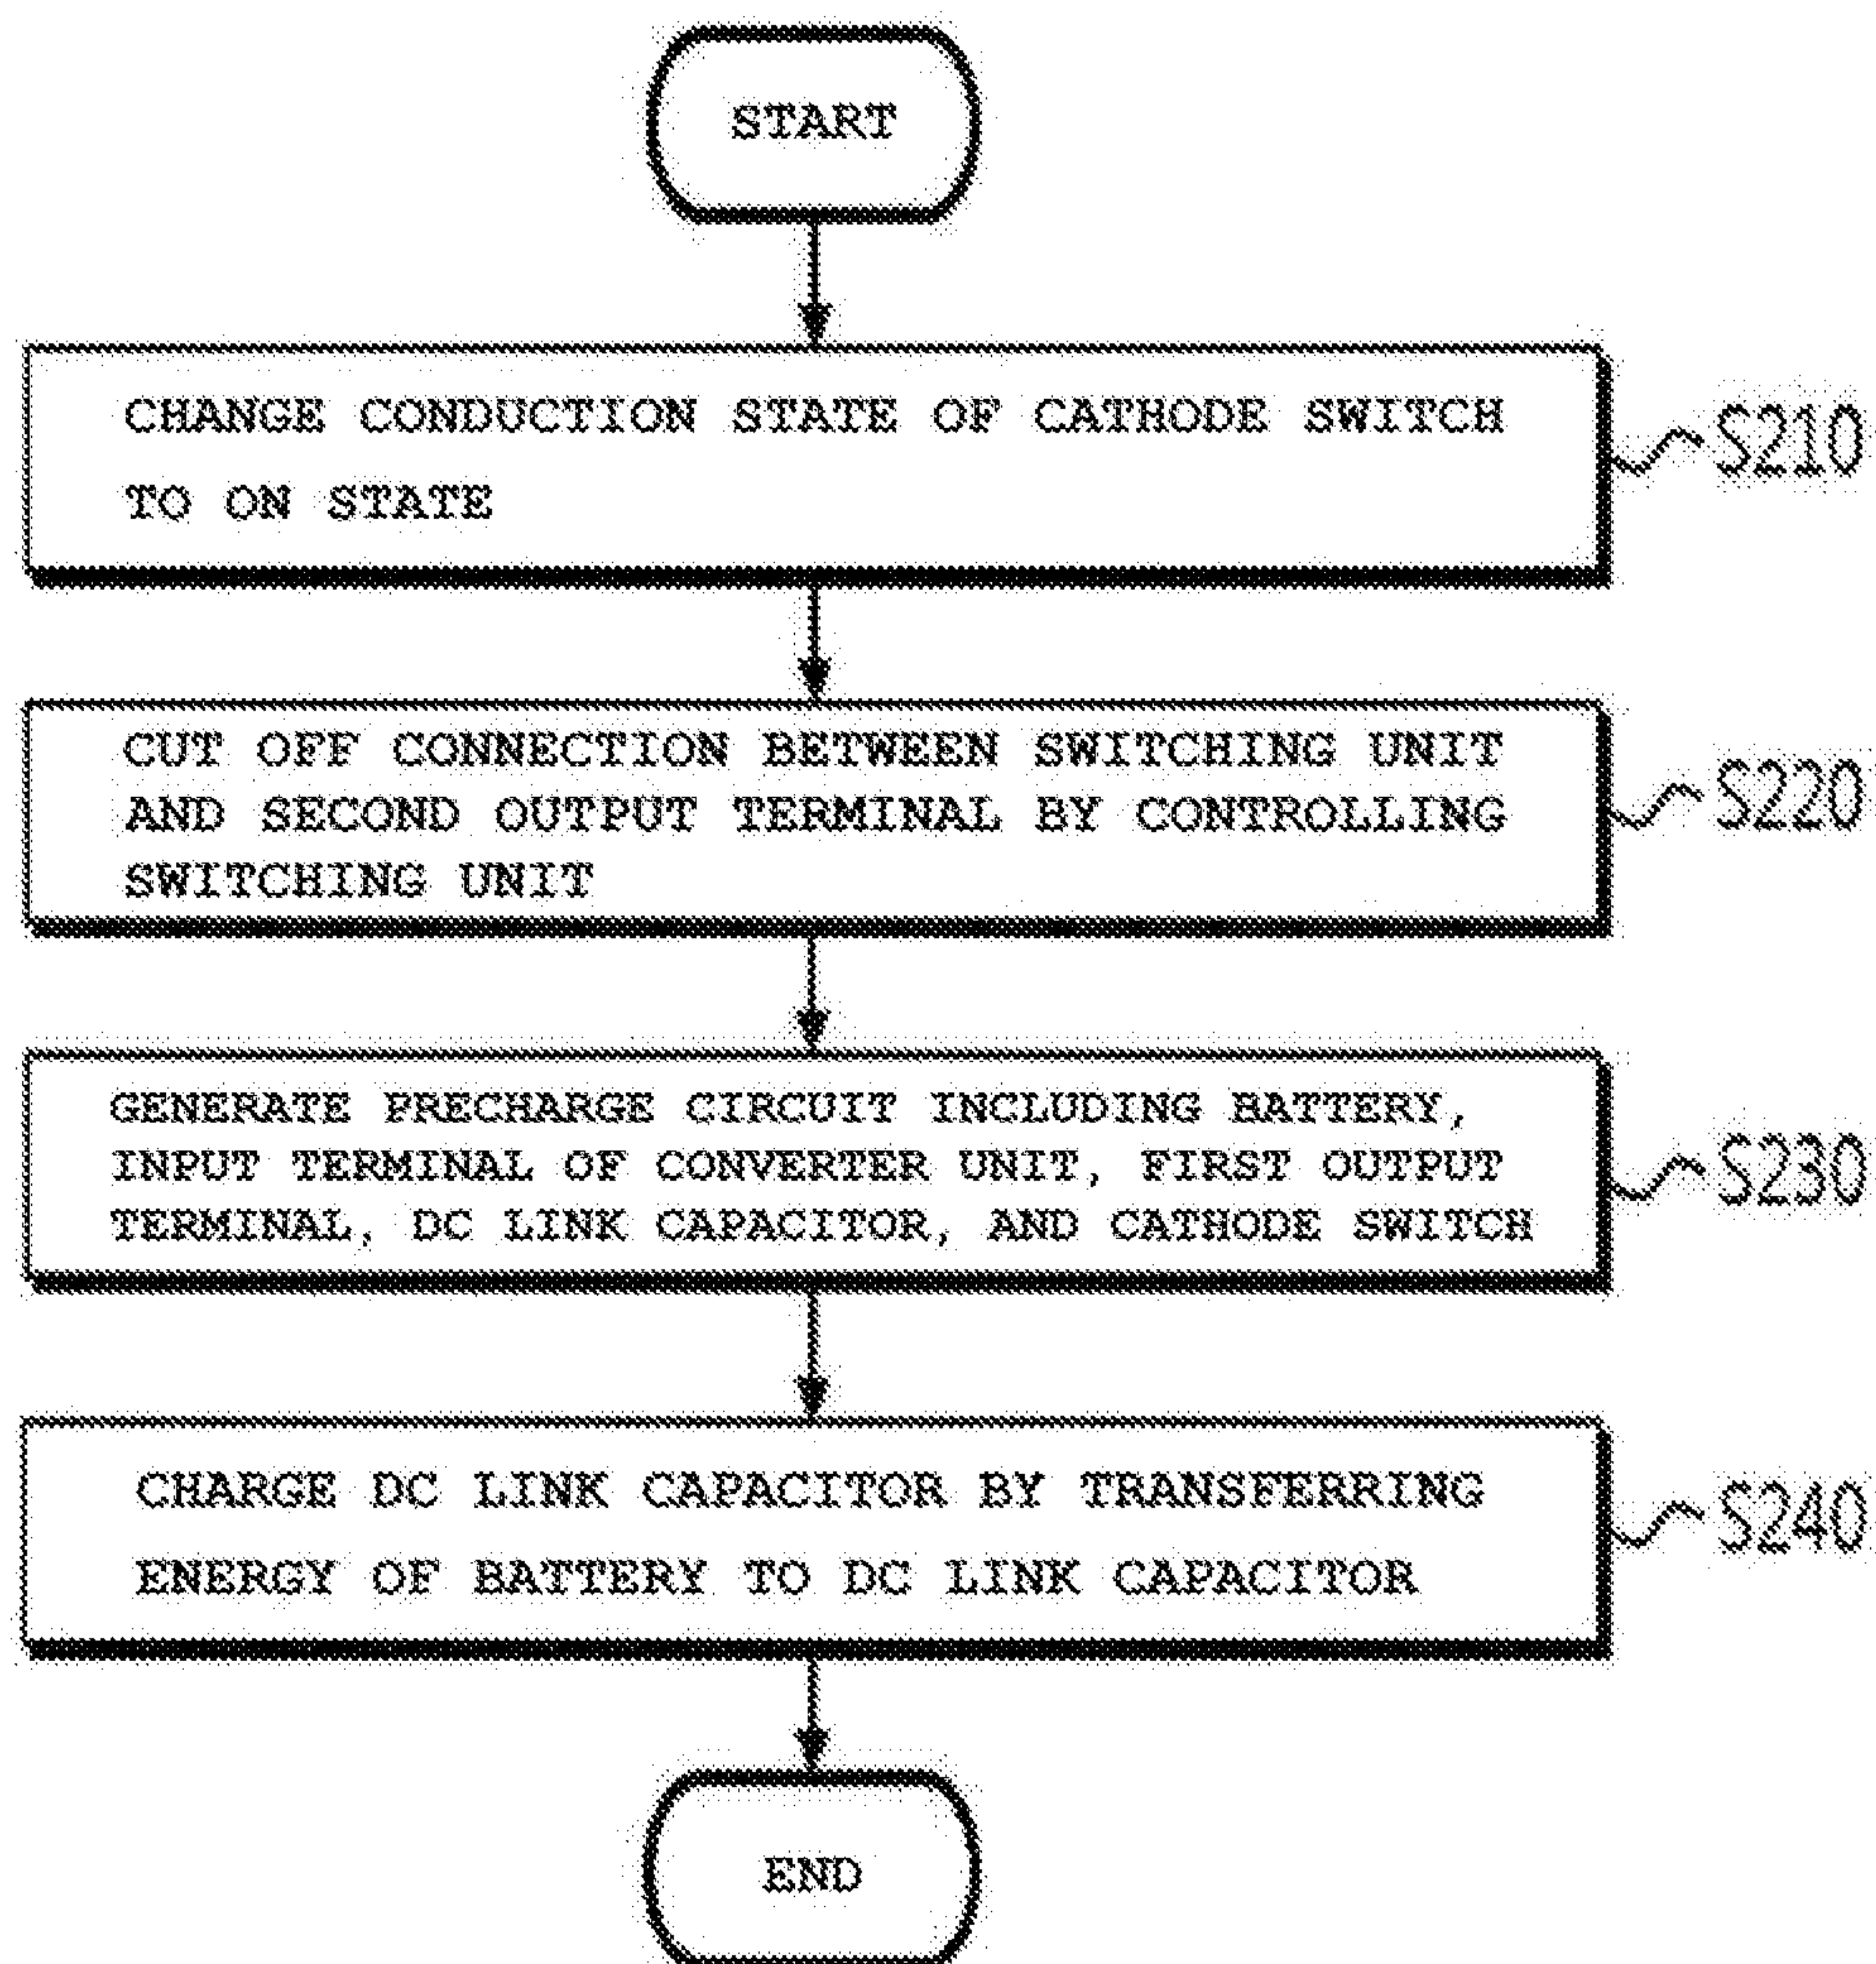 START
CHANGE CONDUCTION STATE OF CATHODE SWITCH
TO ON STATE
S210
CUT OFF CONNECTION BETWEEN SWITCHING UNIT
AND SECOND OUTPUT TERMINAL BY CONTROLLING
SWITCHING UNIT
S220
GENERATE PRECHARGE CIRCUIT INCLUDING BATTERY,
INPUT TERMINAL OF CONVERTER UNIT, FIRST OUTPUT
TERMINAL, DC LINK CAPACITOR, AND CATHODE SWITCH
S230
CHARGE DC LINK CAPACITOR BY TRANSFERRING
ENERGY OF BATTERY TO DC LINK CAPACITOR
S240
END